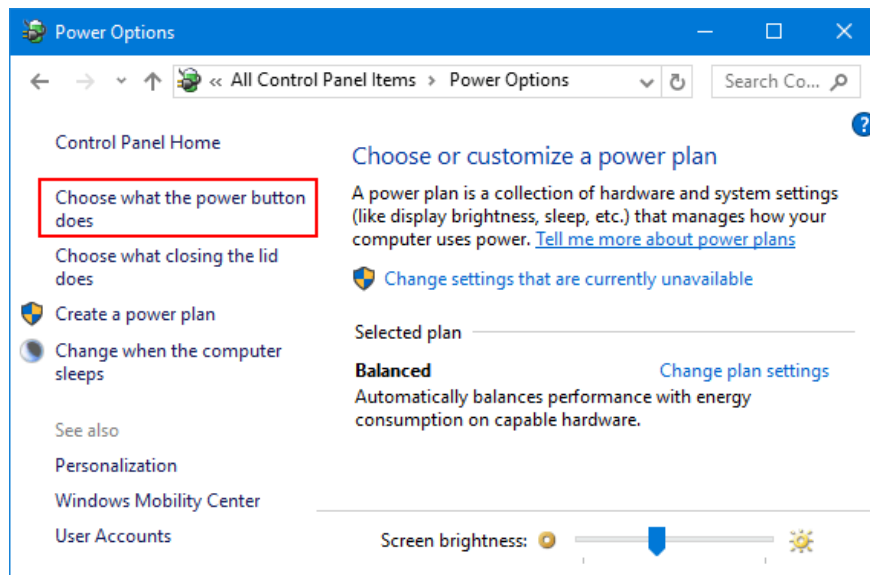 Power Options
« All Control Panel Items > Power Options
Search Co...
?
Control Panel Home
Choose what the power button
does
Choose what closing the lid
does
Create a power plan
Change when the computer
sleeps
See also
Personalization
Windows Mobility Center
User Accounts
Choose or customize a power plan
A power plan is a collection of hardware and system settings
(like display brightness, sleep, etc.) that manages how your
computer uses power. Tell me more about power plans
Change settings that are currently unavailable
Selected plan
Balanced
Change plan settings
Automatically balances performance with energy
consumption on capable hardware.
Screen brightness: